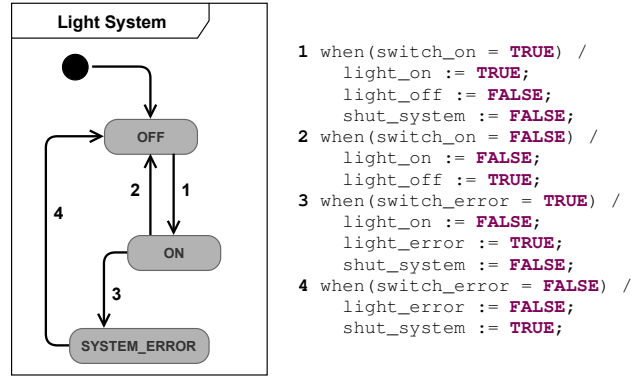 Light System
OFF
2
1
4
ON
3
SYSTEM_ERROR
1 when(switch_on = TRUE) /
light_on := TRUE;
light_off := FALSE;
shut_system := FALSE;
2 when(switch_on = FALSE) /
light_on := FALSE;
light_off := TRUE;
3 when(switch_error = TRUE) /
light_on := FALSE;
light_error := TRUE;
shut_system := FALSE;
4 when(switch_error = FALSE) /
light_error := FALSE;
shut_system := TRUE;